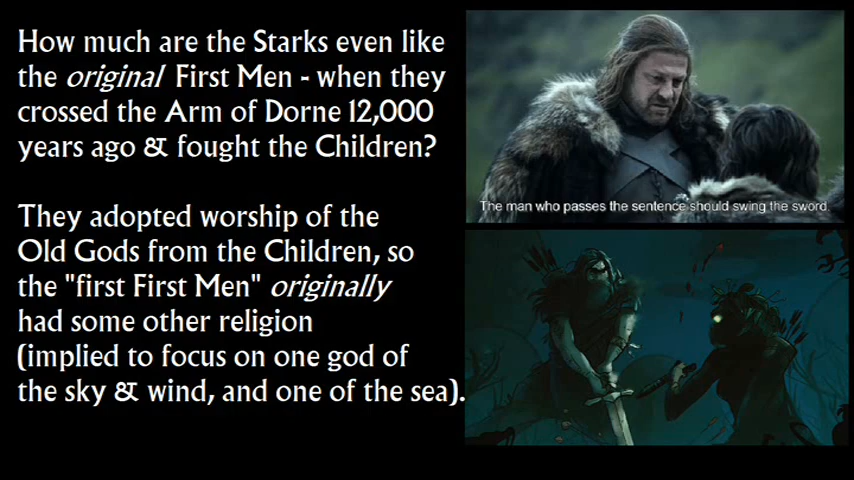 How much are the Starks even like
the original First Men - when they
crossed the Arm of Dorne 12,000
years ago & fought the Children?
They adopted worship of the
Old Gods from the Children, so
the "first First Men" originally
had some other religion
(implied to focus on one god of
the sky & wind, and one of the sea).
The man who passes the sentence should swing the sword.